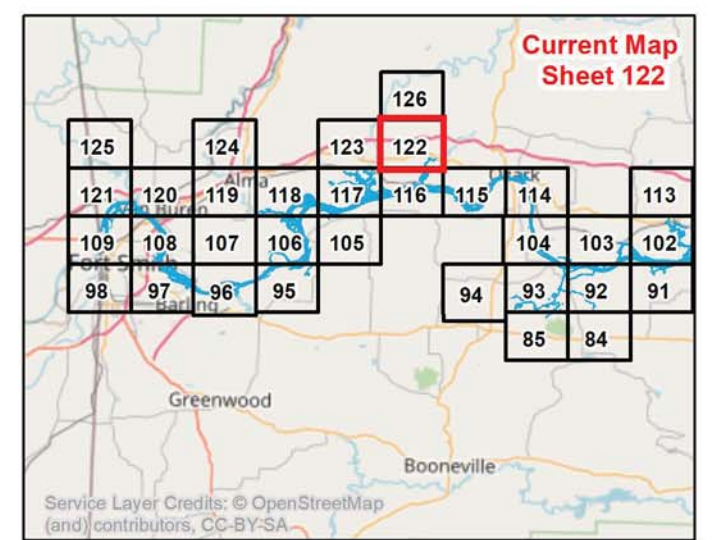 Current Map
Sheet 122
126
125 124 123 122
121 120 119 118 117 116 115 114 113
Alma
Ozark
Van Buren
109 108 107 106 105 104 103 102
Fort Smith
98 97 96 95 94 93 92 91
Barling
85 84
Greenwood
Booneville
Service Layer Credits: © OpenStreetMap
(and) contributors, CC-BY-SA